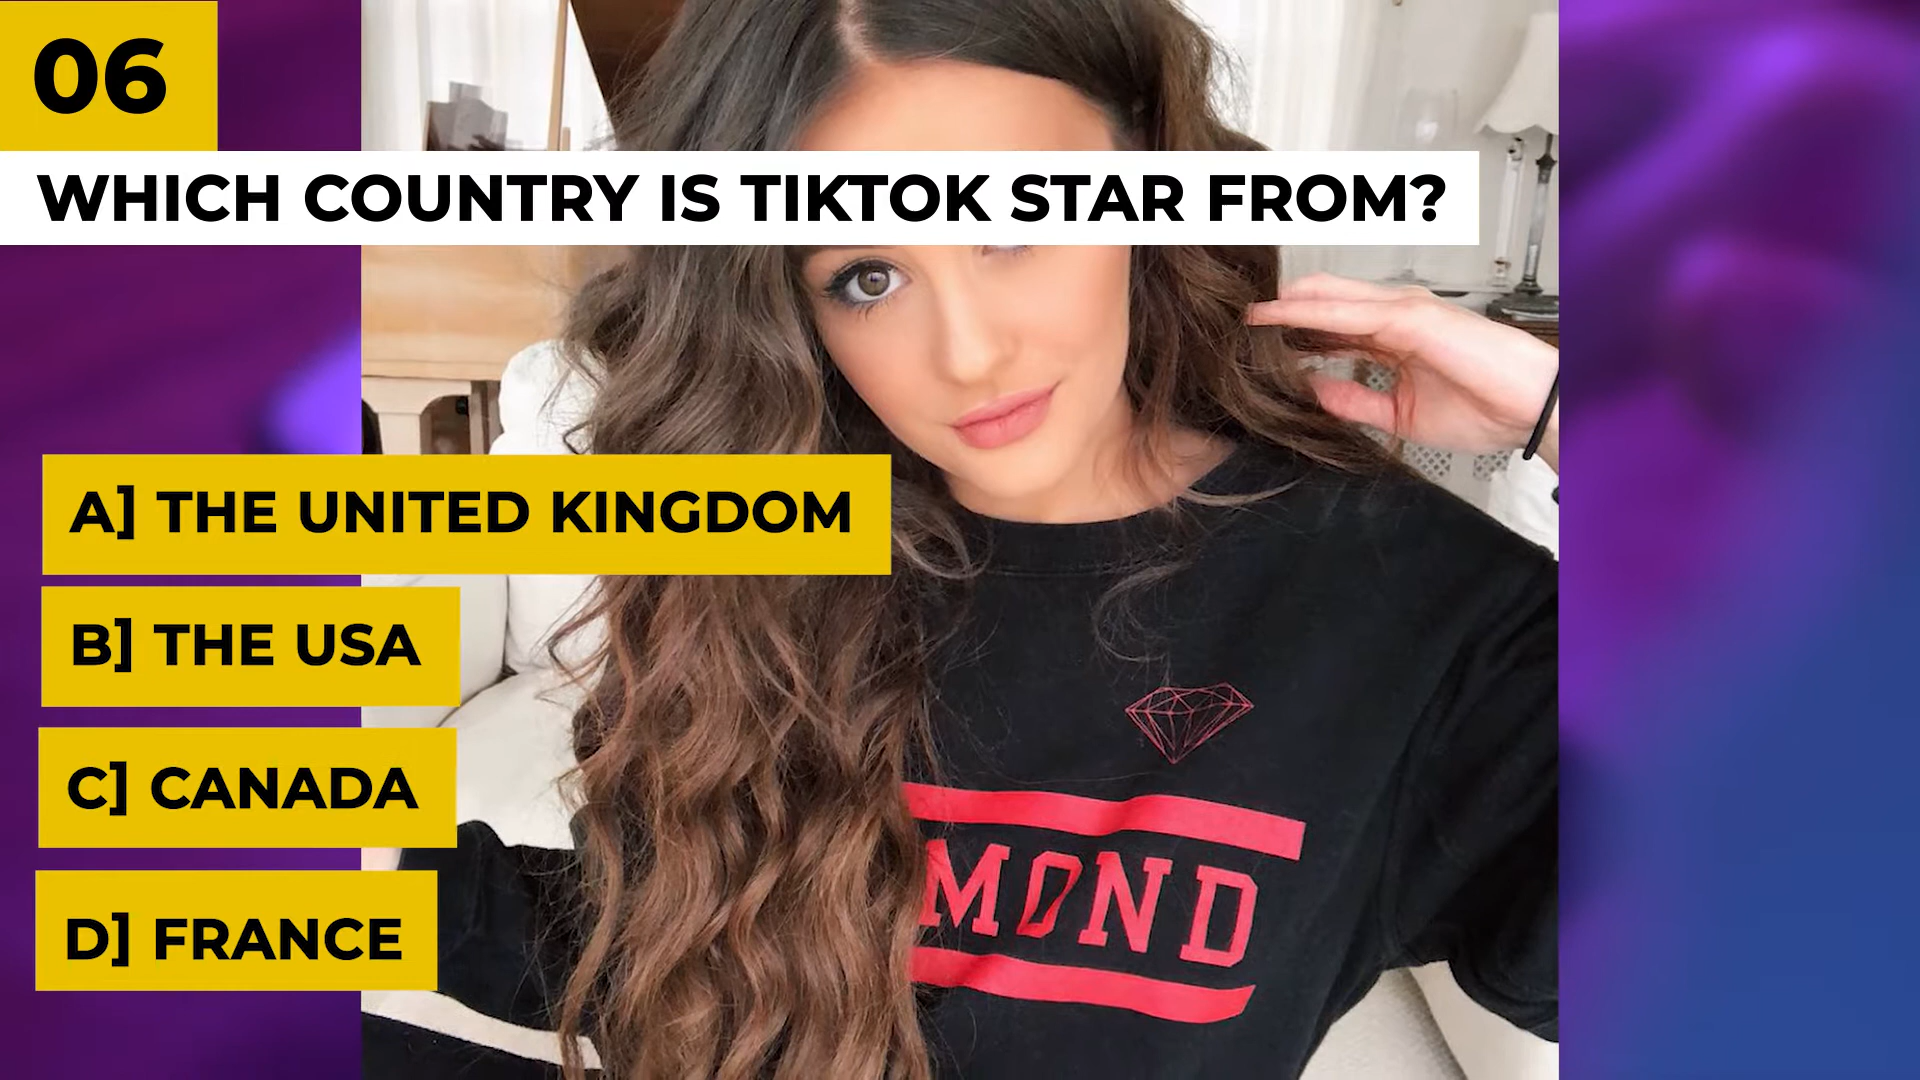 06
WHICH COUNTRY IS TIKTOK STAR FROM?
A] THE UNITED KINGDOM
B] THE USA
C] CANADA
D] FRANCE
MOND